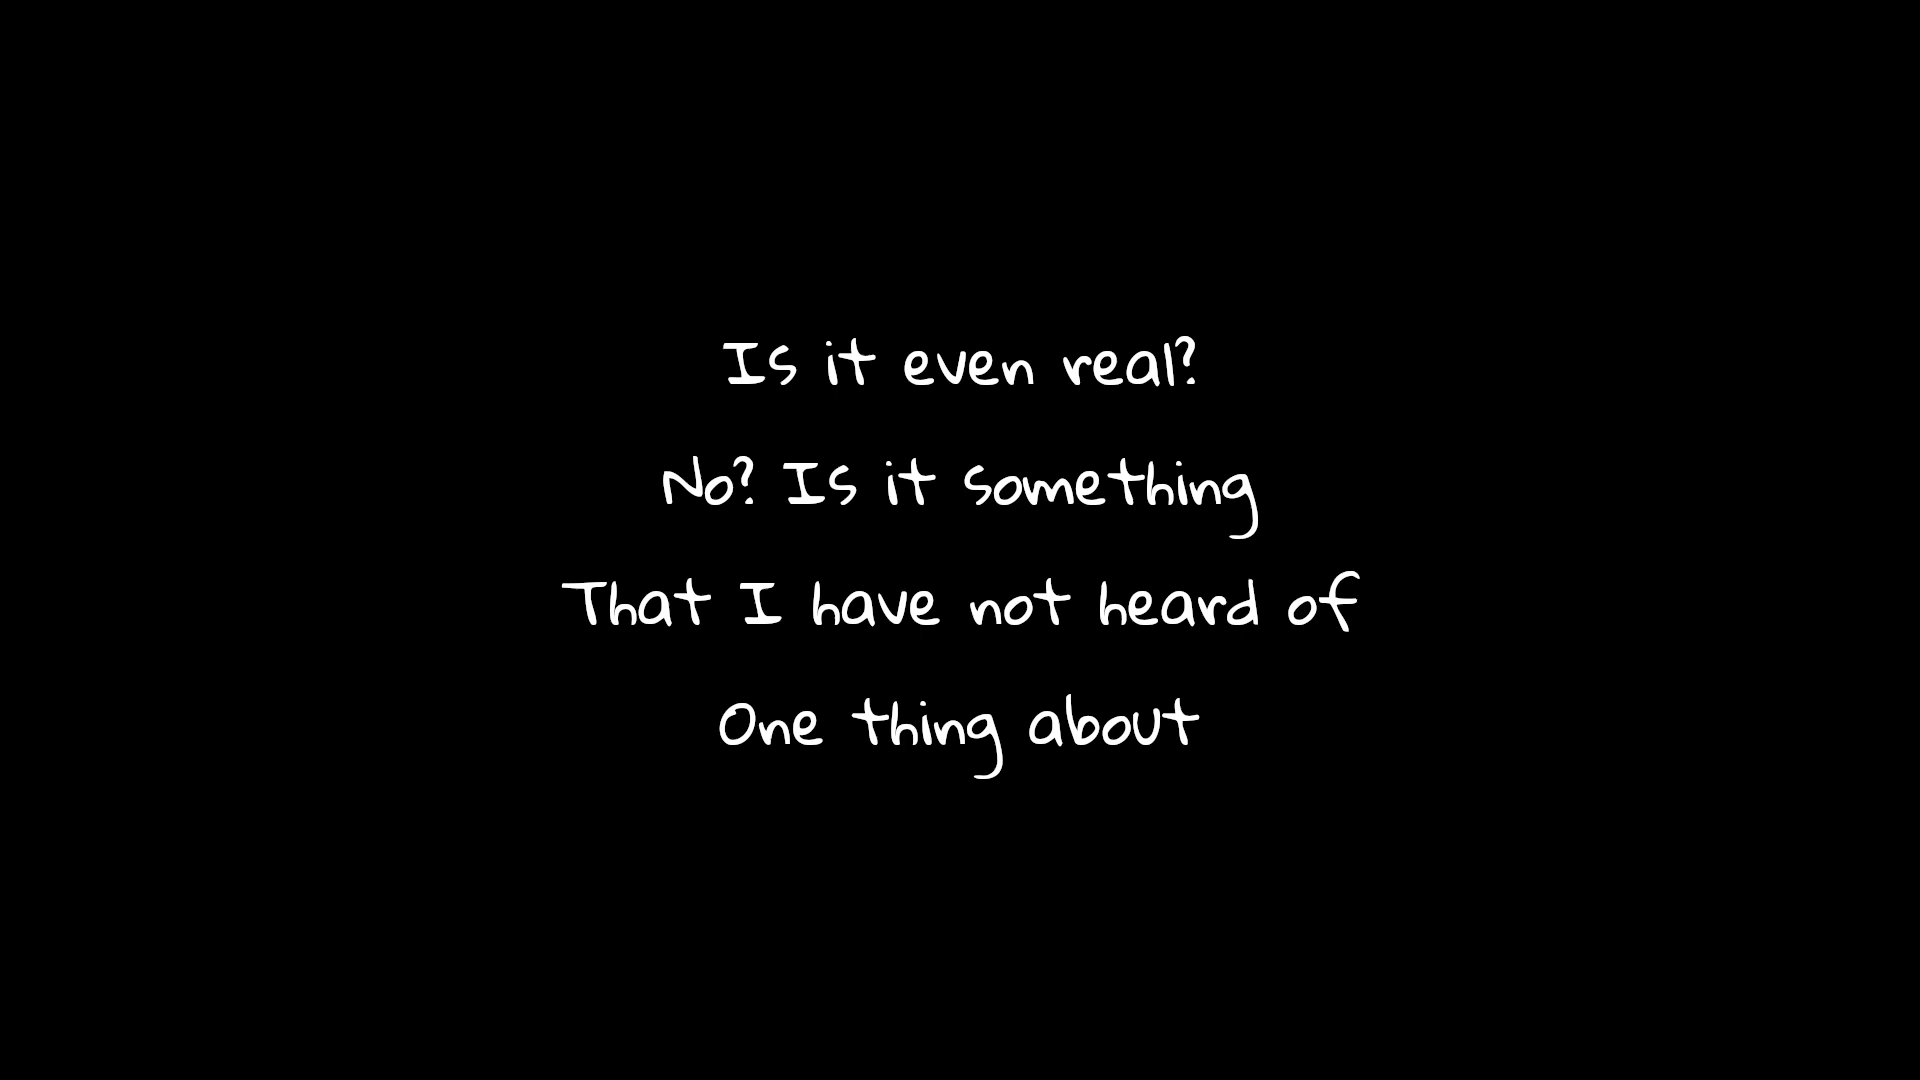 Is it even real?
No? Is it something
That I have not heard of
One thing about